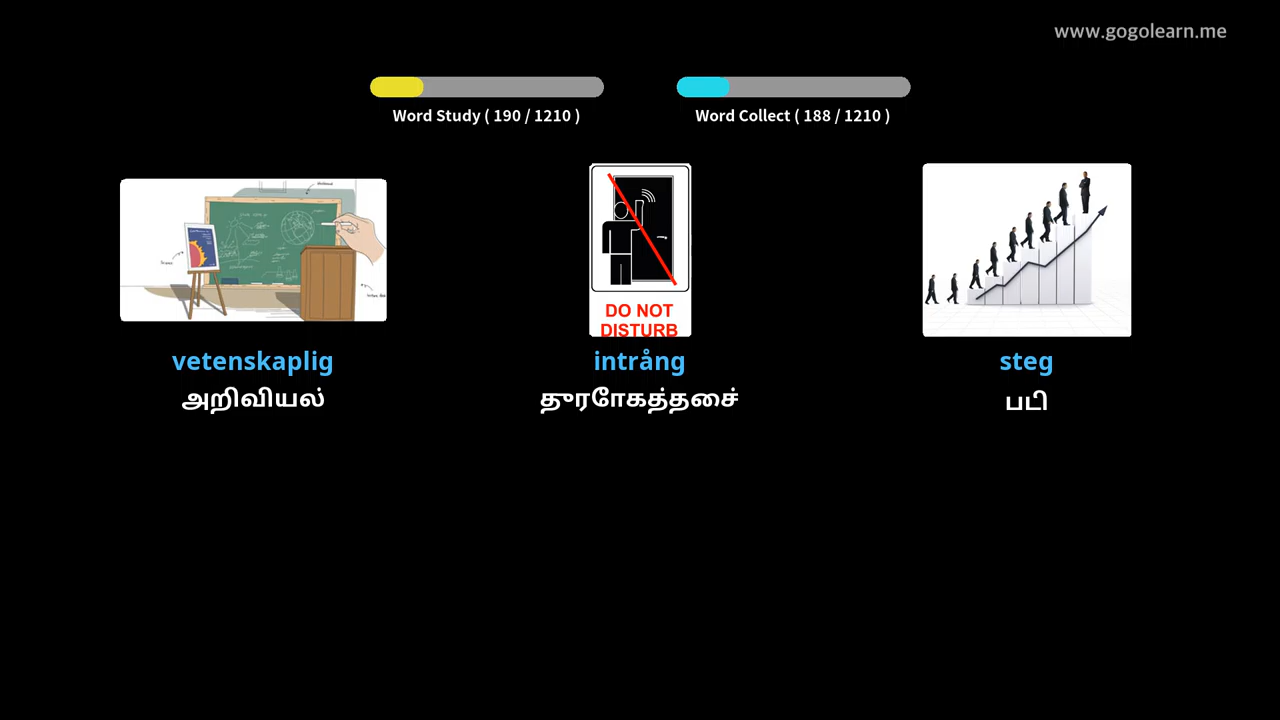 www.gogolearn.me
Word Study ( 190 / 1210 )
Word Collect ( 188 / 1210 )
DO NOT
DISTURB
vetenskaplig
intrång
steg
அறிவியல்
துரோகத்தசை்
படி